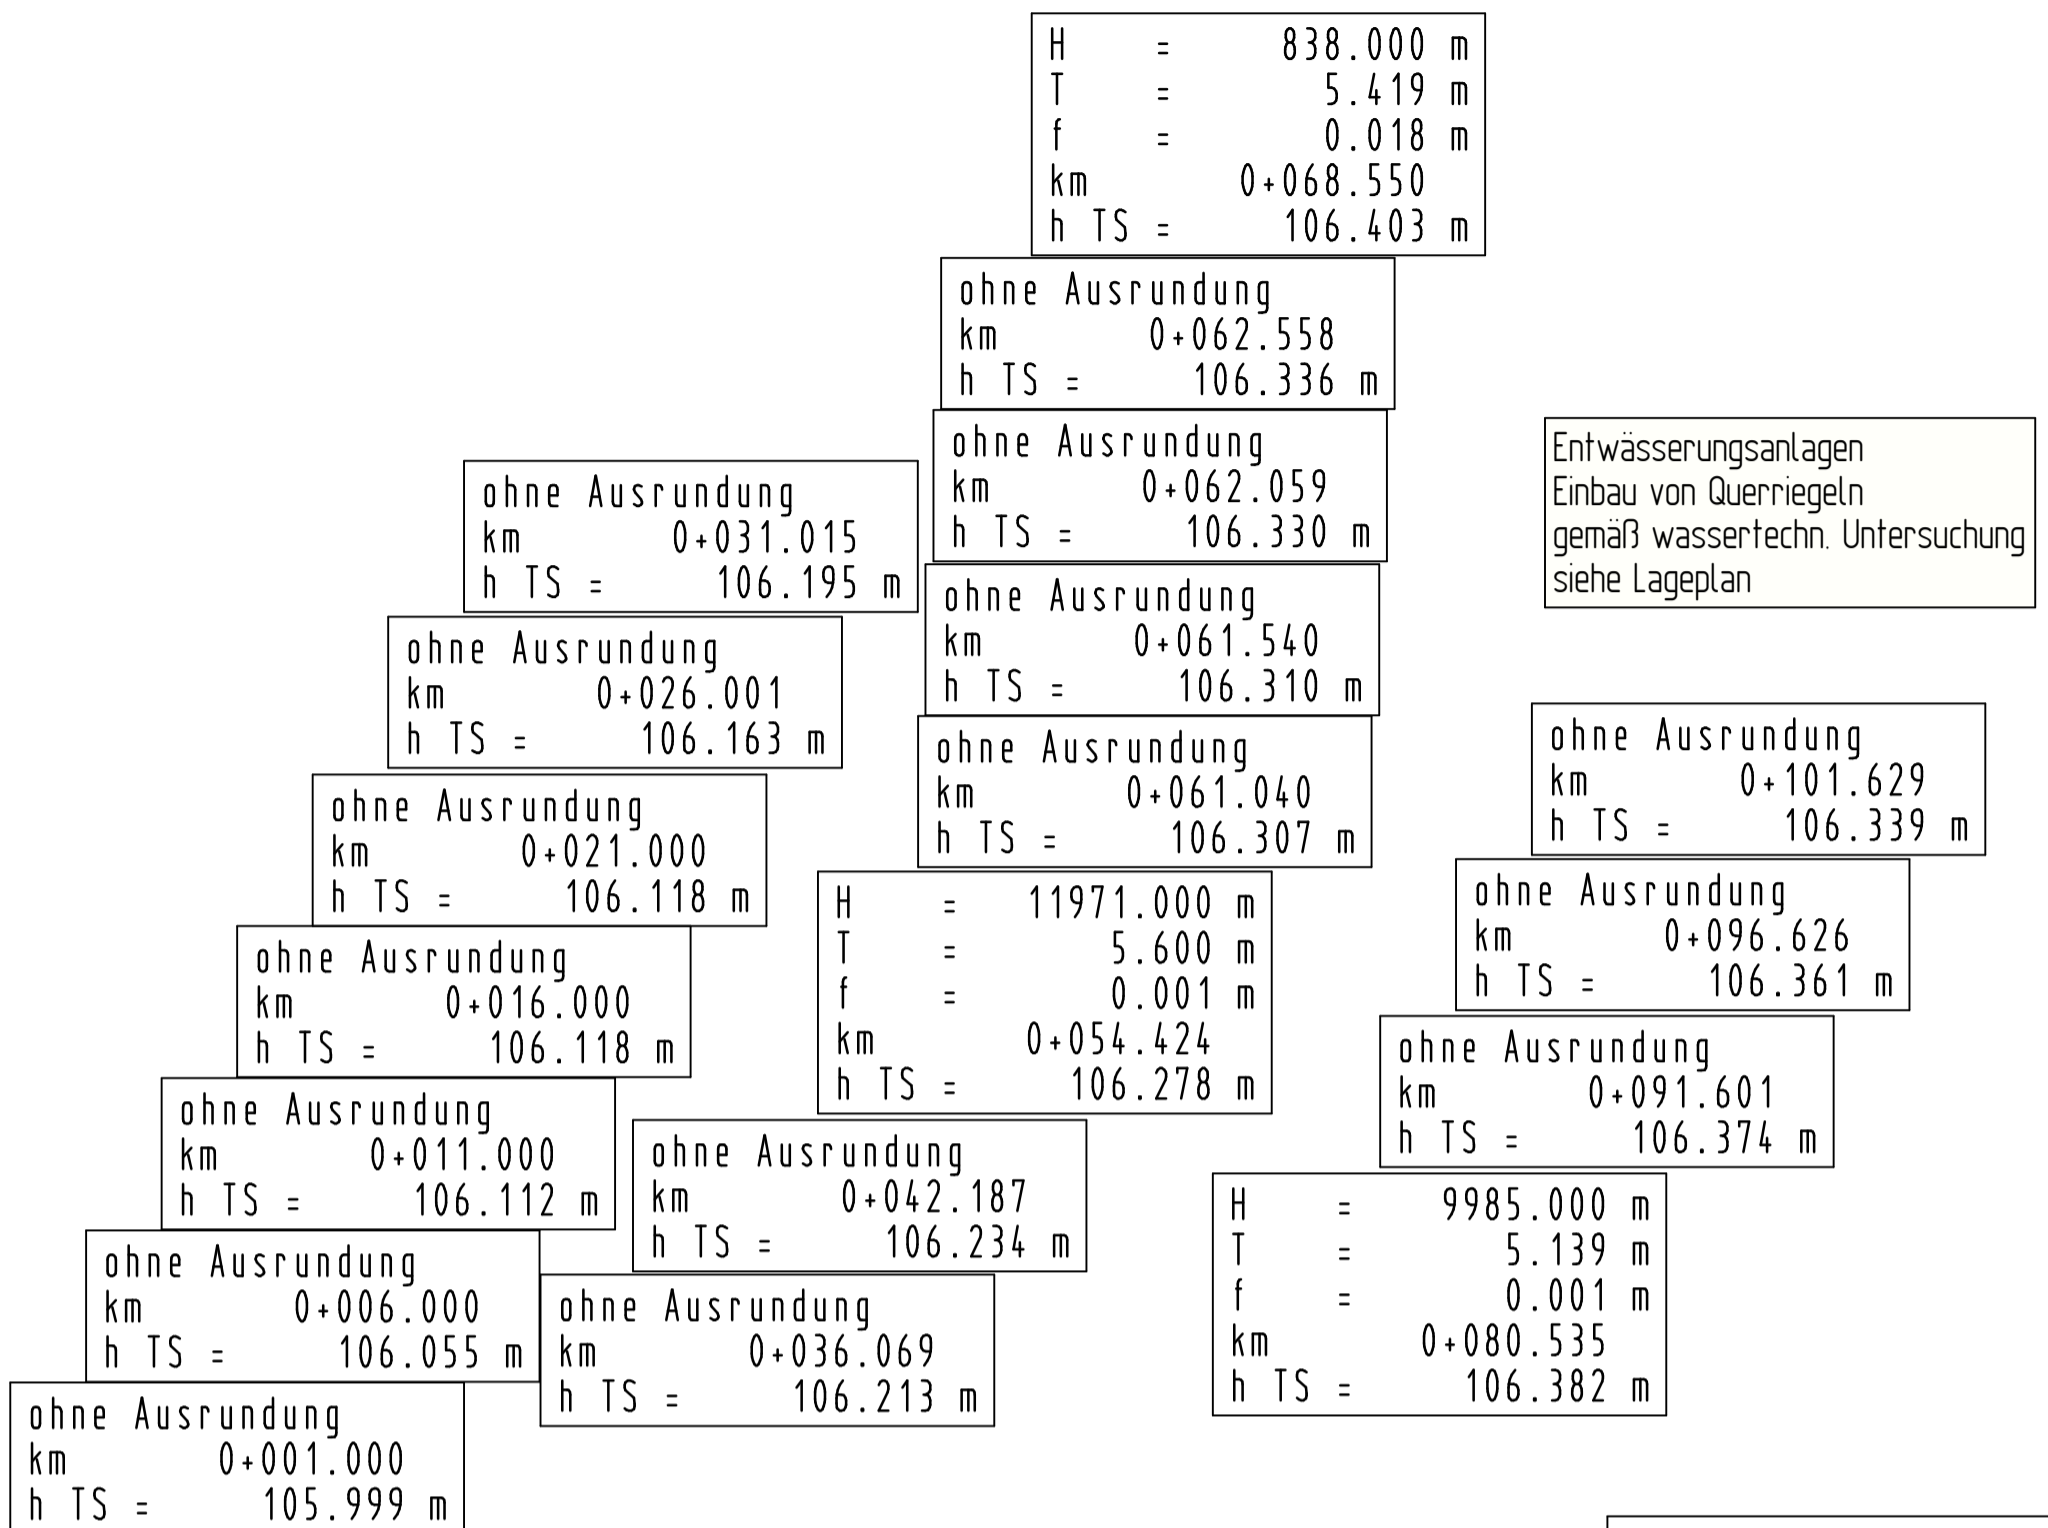 H = 838.000 m
T = 5.419 m
f = 0.018 m
km 0+068.550
h TS = 106.403 m
ohne Ausrundung
km 0+062.558
h TS = 106.336 m
ohne Ausrundung
km 0+062.059
h TS = 106.330 m
Entwässerungsanlagen
Einbau von Querriegeln
gemäß wassertechn. Untersuchung
siehe Lageplan
ohne Ausrundung
km 0+031.015
h TS = 106.195 m
ohne Ausrundung
km 0+061.540
h TS = 106.310 m
ohne Ausrundung
km 0+026.001
h TS = 106.163 m
ohne Ausrundung
km 0+061.040
h TS = 106.307 m
ohne Ausrundung
km 0+101.629
h TS = 106.339 m
ohne Ausrundung
km 0+021.000
h TS = 106.118 m
H = 11971.000 m
T = 5.600 m
f = 0.001 m
km 0+054.424
h TS = 106.278 m
ohne Ausrundung
km 0+096.626
h TS = 106.361 m
ohne Ausrundung
km 0+016.000
h TS = 106.118 m
ohne Ausrundung
km 0+091.601
h TS = 106.374 m
ohne Ausrundung
km 0+011.000
h TS = 106.112 m
ohne Ausrundung
km 0+042.187
h TS = 106.234 m
H = 9985.000 m
T = 5.139 m
f = 0.001 m
km 0+080.535
h TS = 106.382 m
ohne Ausrundung
km 0+006.000
h TS = 106.055 m
ohne Ausrundung
km 0+036.069
h TS = 106.213 m
ohne Ausrundung
km 0+001.000
h TS = 105.999 m